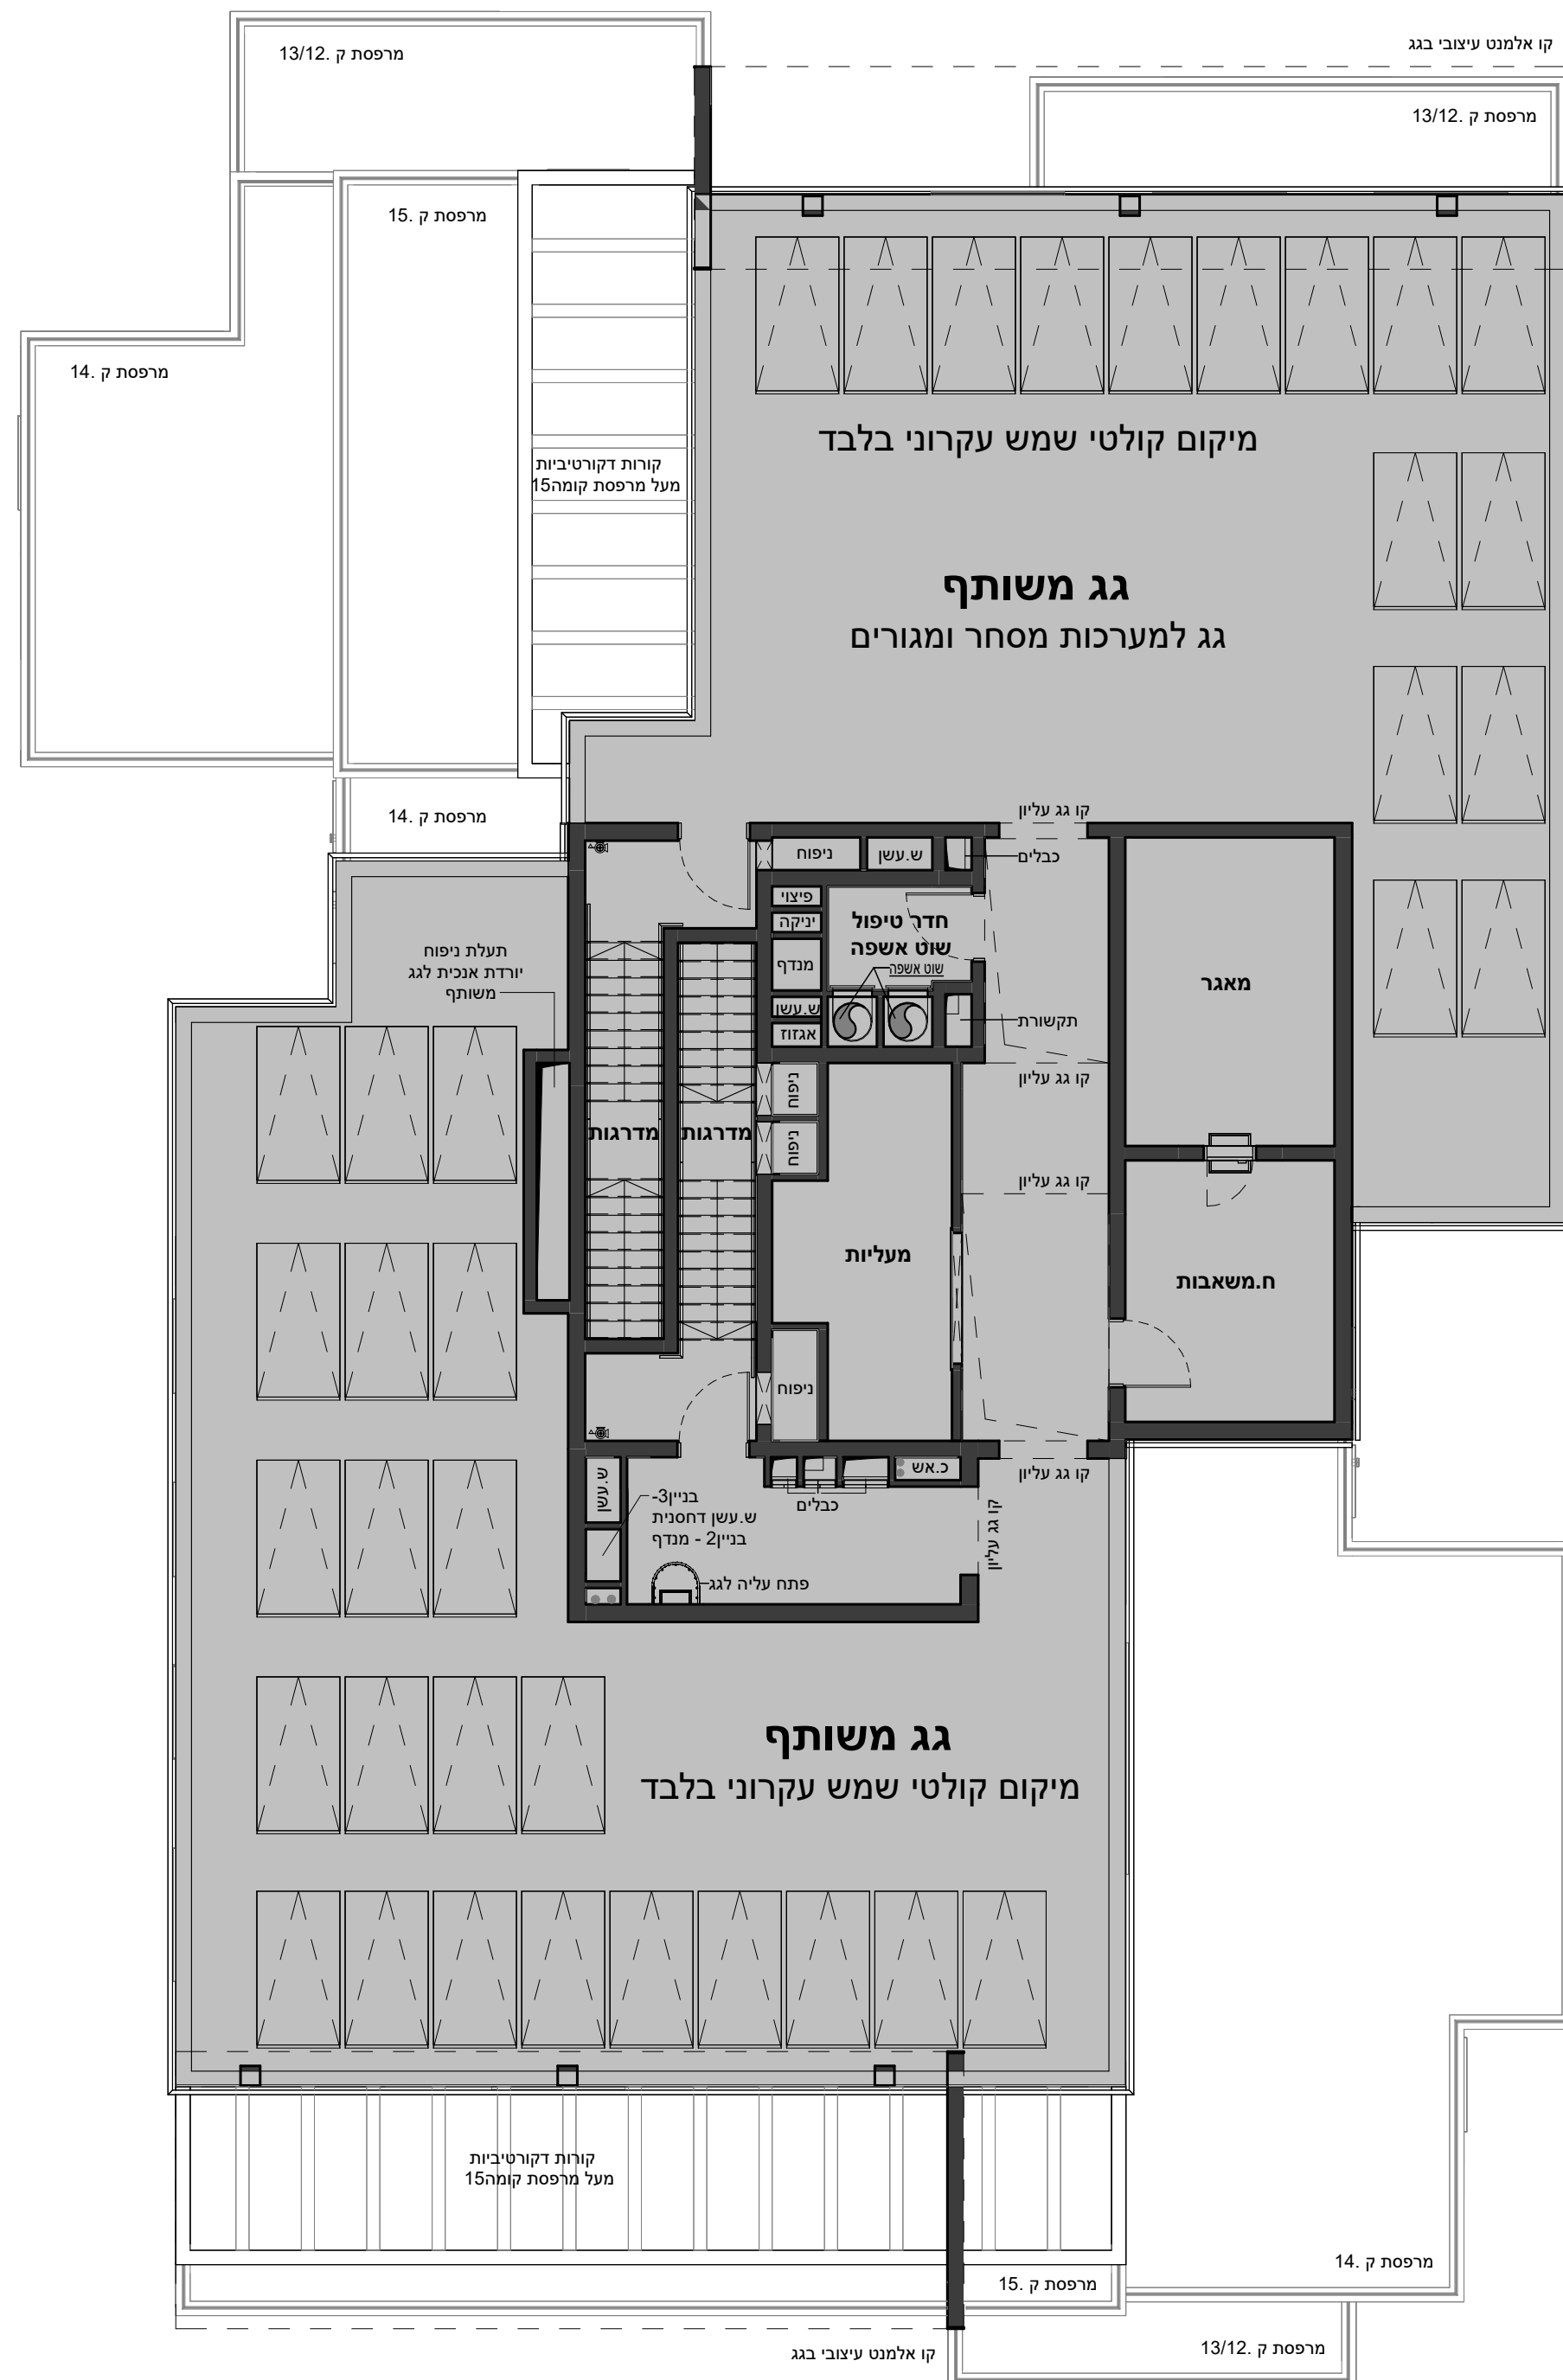 קו אלמנט עיצובי בגג
מרפסת ק .13/12
מרפסת ק .13/12
מרפסת ק .15
מרפסת ק .14
מיקום קולטי שמש עקרוני בלבד
קורות דקורטיביות
מעל מרפסת קומה15
גג משותף
גג למערכות מסחר ומגורים
מרפסת ק .14
קו גג עליון
כבלים
ש.עשן
ניפוח
פיצוי
יניקה
מנדף
ש.עשן
אגזוז
חדר טיפול
שוט אשפה
שוט אשפה
תקשורת
מאגר
תעלת ניפוח
יורדת אנכית לגג
משותף
קו גג עליון
ניפוח
ניפוח
מדרגות
מדרגות
קו גג עליון
מעליות
ח.משאבות
ניפוח
קו גג עליון
כ.אש
כבלים
קו גג עליון
ש.עשן
בניין3-
ש.עשן דחסנית
בניין2 - מנדף
פתח עליה לגג
גג משותף
מיקום קולטי שמש עקרוני בלבד
קורות דקורטיביות
מעל מרפסת קומה15
מרפסת ק .14
מרפסת ק .15
מרפסת ק .13/12
קו אלמנט עיצובי בגג